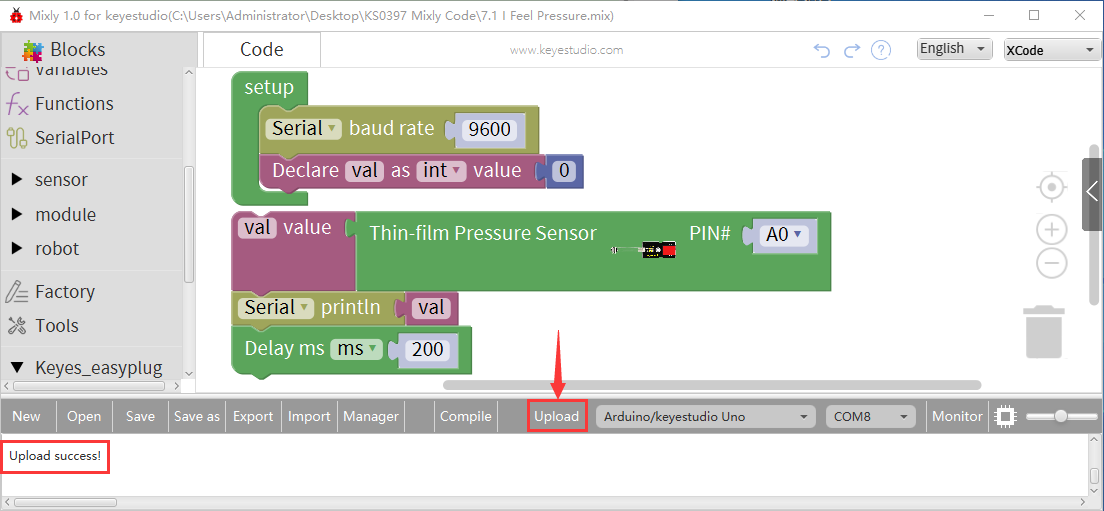 Mixly 1.0 for keyestudio(C:\Users\Administrator\Desktop\KS0397 Mixly Code\7.1 I Feel Pressure.mix)
Blocks
Code
www.keyestudio.com
English
XCode
Variables
Functions
SerialPort
sensor
module
robot
Factory
Tools
Keyes_easyplug
setup
Serial baud rate 9600
Declare val as int value 0
val value Thin-film Pressure Sensor PIN# A0
Serial println val
Delay ms ms 200
New Open Save Save as Export Import Manager Compile Upload Arduino/keyestudio Uno COM8 Monitor
Upload success!